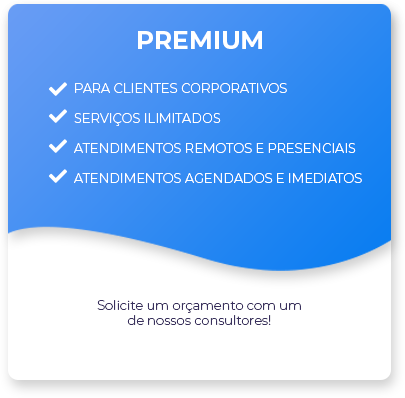 PREMIUM
PARA CLIENTES CORPORATIVOS
SERVIÇOS ILIMITADOS
ATENDIMENTOS REMOTOS E PRESENCIAIS
ATENDIMENTOS AGENDADOS E IMEDIATOS
Solicite um orçamento com um
de nossos consultores!